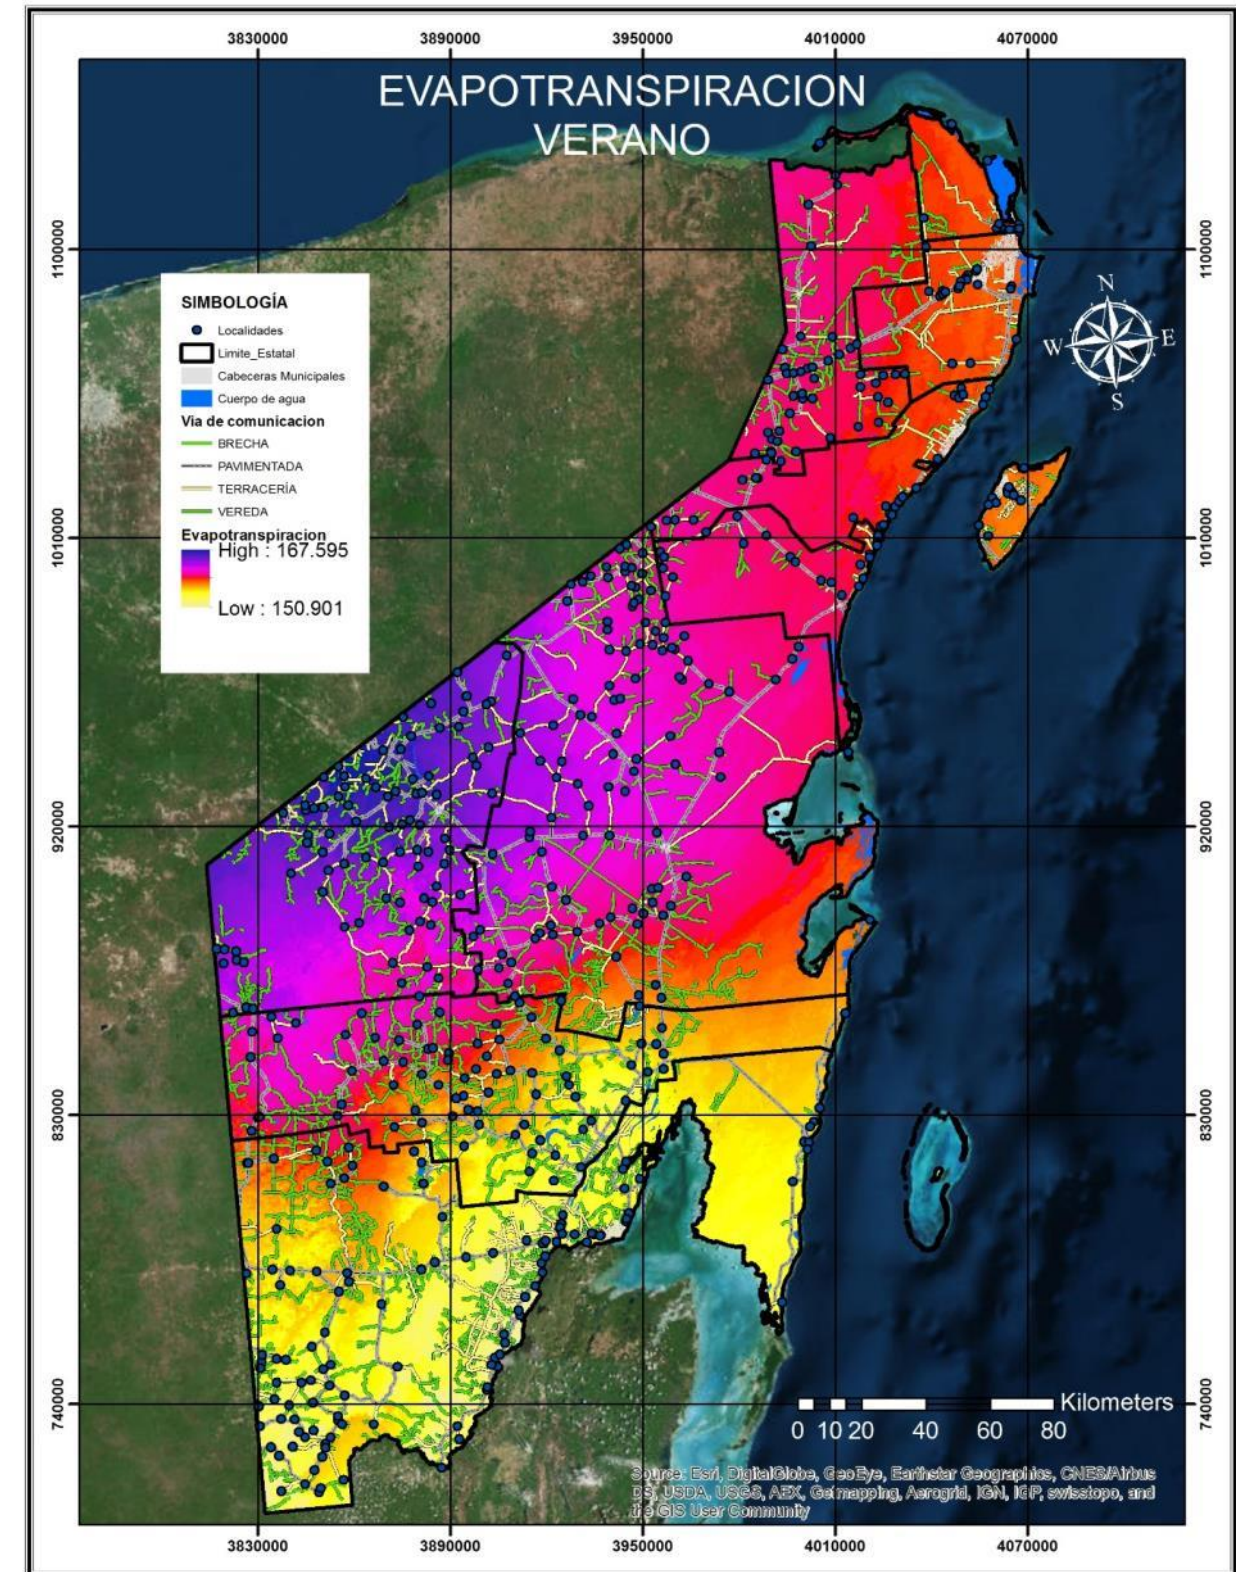 3830000 3890000 3950000 4010000 4070000
EVAPOTRANSPIRACION
VERANO
1100000 1100000
1010000 1010000
920000 920000
830000 830000
740000 740000
N
W E
S
SIMBOLOGÍA
Localidades
Limite_Estatal
Cabeceras Municipales
Cuerpo de agua
Via de comunicacion
BRECHA
PAVIMENTADA
TERRACERÍA
VEREDA
Evapotranspiracion
High : 167.595
Low : 150.901
Kilometers
0 10 20 40 60 80
Source: Esri, DigitalGlobe, GeoEye, Earthstar Geographics, CNES/Airbus
DS, USDA, USGS, AEX, Getmapping, Aerogrid, IGN, IGP, swisstopo, and
the GIS User Community
3830000 3890000 3950000 4010000 4070000